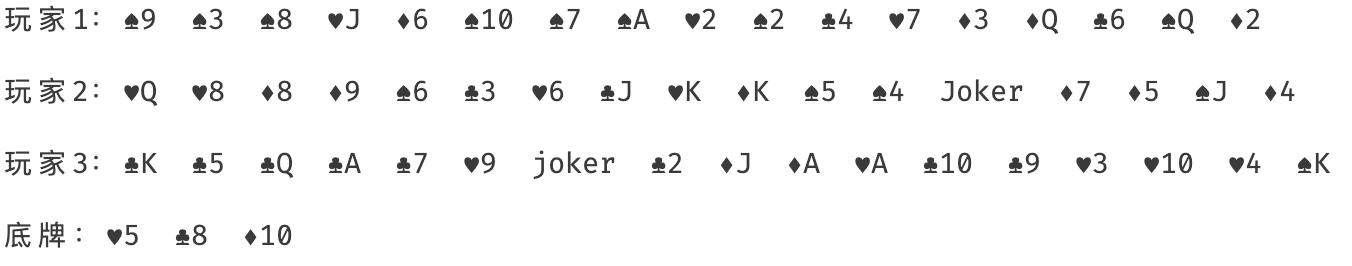 玩家1: ♠9 ♠3 ♠8 ♥J ♦6 ♠10 ♠7 ♠A ♥2 ♠2 ♣4 ♥7 ♦3 ♦Q ♣6 ♠Q ♦2
玩家2: ♥Q ♥8 ♦8 ♦9 ♠6 ♣3 ♥6 ♣J ♥K ♦K ♠5 ♠4 Joker ♦7 ♦5 ♠J ♦4
玩家3: ♣K ♣5 ♣Q ♣A ♣7 ♥9 joker ♣2 ♦J ♦A ♥A ♣10 ♣9 ♥3 ♥10 ♥4 ♠K
底牌: ♥5 ♣8 ♦10